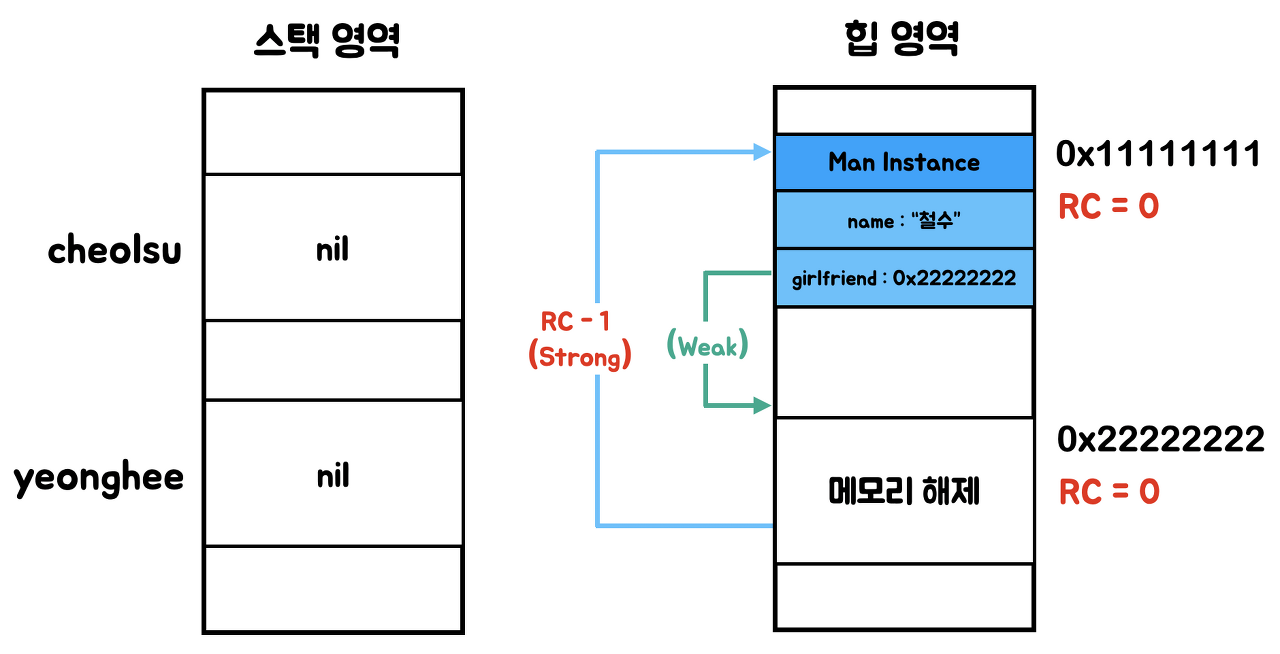 스택 영역
cheolsu
nil
yeonghee
nil
힙 영역
Man Instance
name : “철수”
girlfriend : 0x22222222
메모리 해제
0x11111111
RC = 0
0x22222222
RC = 0
RC - 1
(Strong)
(Weak)